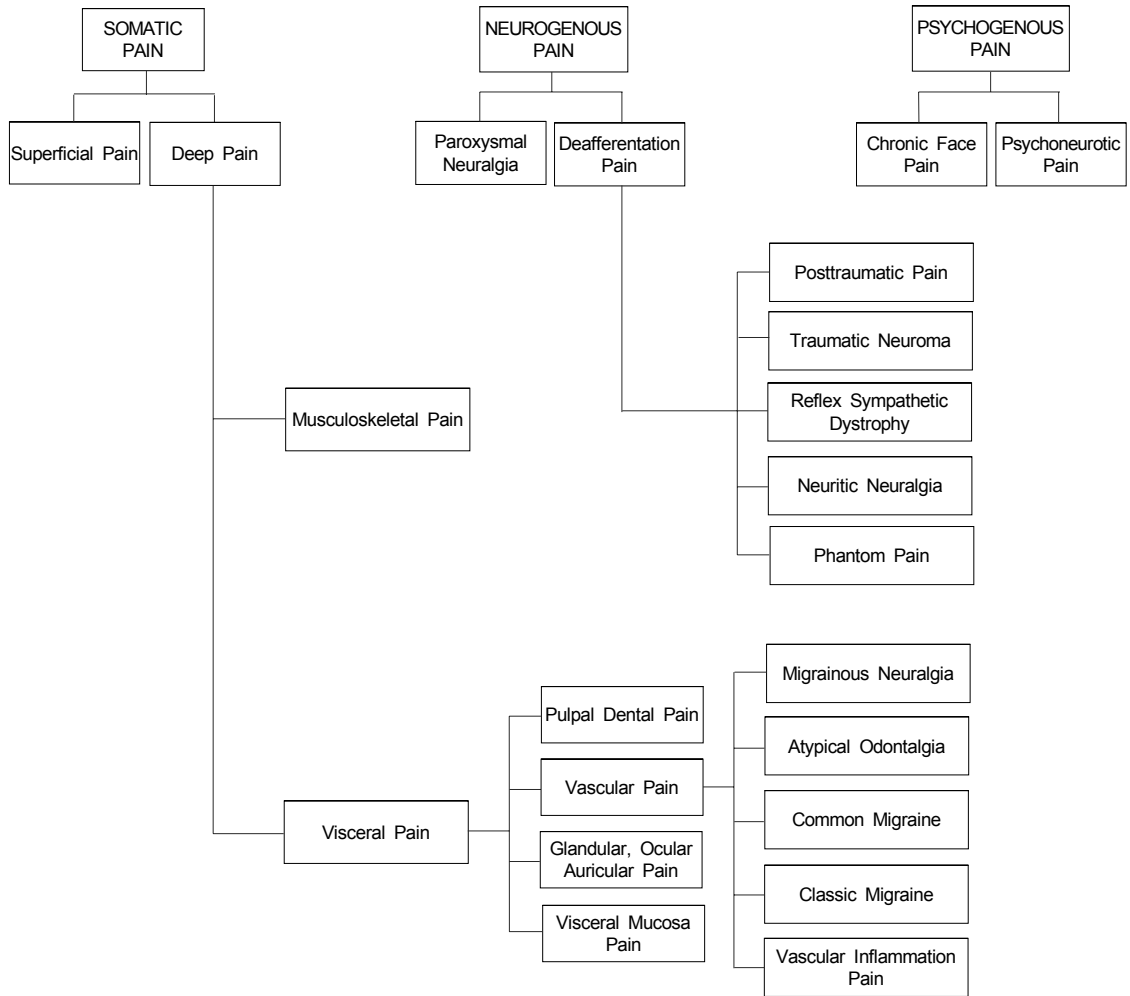 SOMATIC
PAIN
NEUROGENOUS
PAIN
PSYCHOGENOUS
PAIN
Superficial Pain
Deep Pain
Paroxysmal
Neuralgia
Deafferentation
Pain
Chronic Face
Pain
Psychoneurotic
Pain
Posttraumatic Pain
Traumatic Neuroma
Reflex Sympathetic
Dystrophy
Neuritic Neuralgia
Phantom Pain
Musculoskeletal Pain
Visceral Pain
Pulpal Dental Pain
Vascular Pain
Glandular, Ocular
Auricular Pain
Visceral Mucosa
Pain
Migrainous Neuralgia
Atypical Odontalgia
Common Migraine
Classic Migraine
Vascular Inflammation
Pain